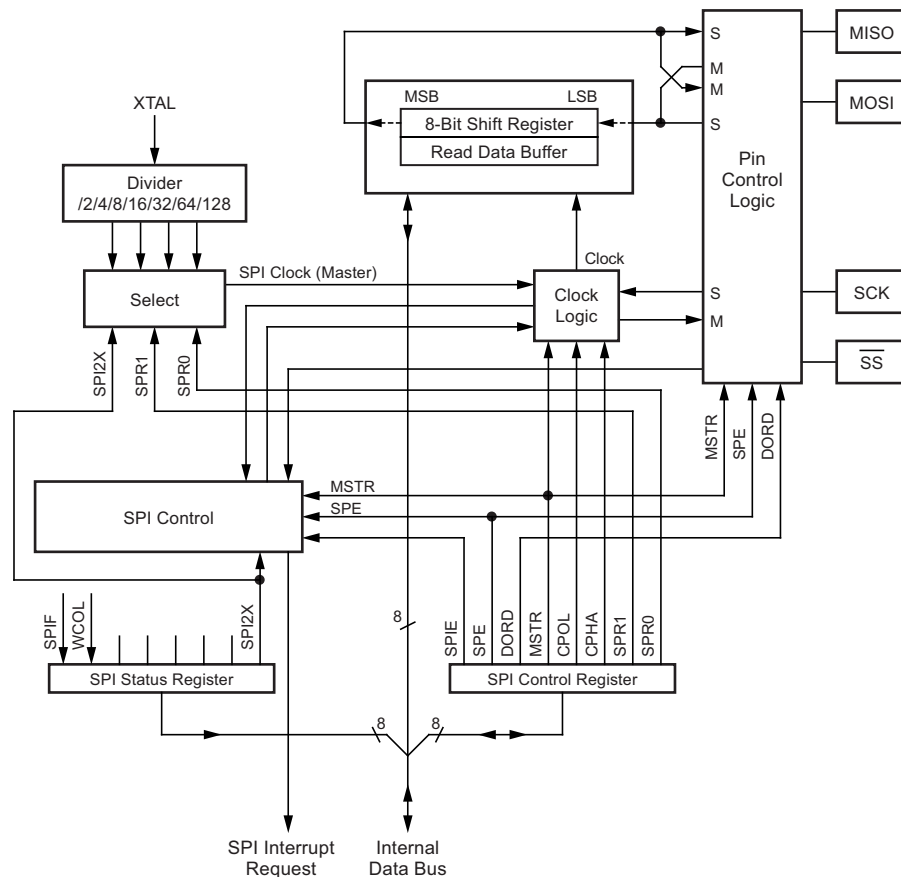 S
MISO
M
M
MOSI
S
XTAL
MSB
LSB
8-Bit Shift Register
Read Data Buffer
Pin
Control
Logic
Divider
/2/4/8/16/32/64/128
Clock
SPI Clock (Master)
Select
Clock
Logic
S
M
SCK
SS
SPI2X
SPR1
SPR0
MSTR
SPE
DORD
MSTR
SPE
SPI Control
SPIF
WCOL
SPI2X
8
SPIE
SPE
DORD
MSTR
CPOL
CPHA
SPR1
SPR0
SPI Status Register
SPI Control Register
8
8
SPI Interrupt
Request
Internal
Data Bus